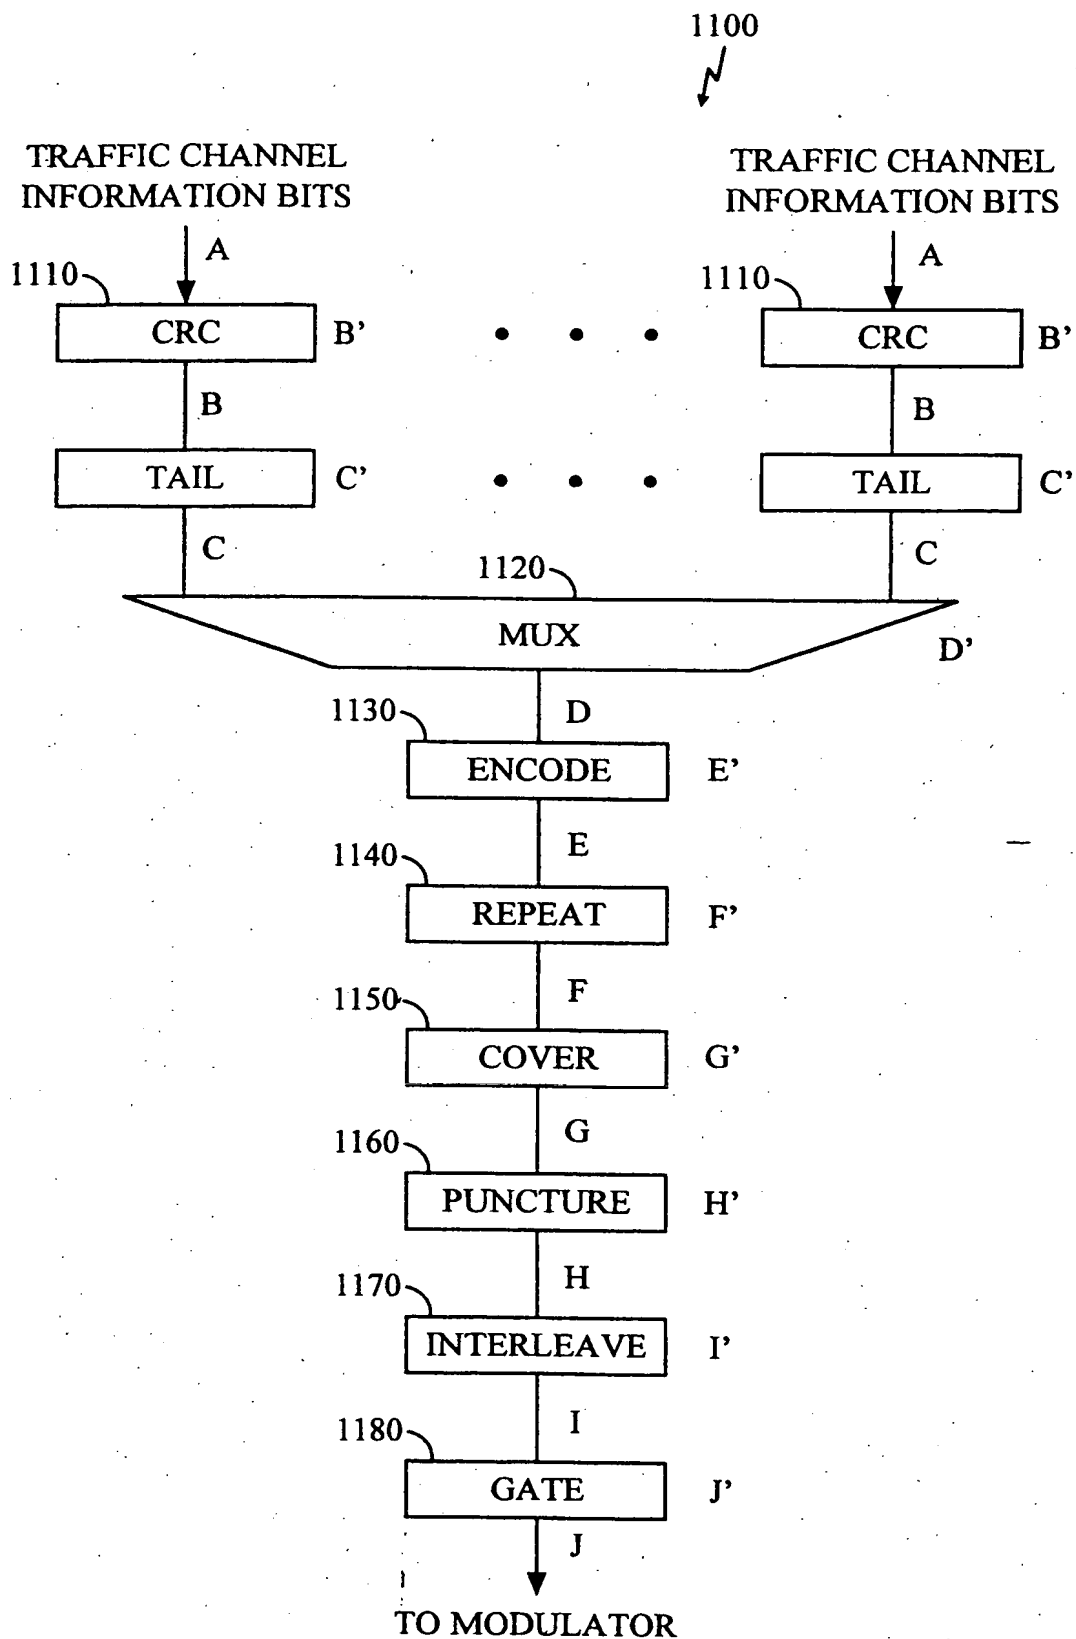 1100
TRAFFIC CHANNEL
INFORMATION BITS
TRAFFIC CHANNEL
INFORMATION BITS
A
A
1110
1110
CRC
B'
CRC
B'
B
B
TAIL
C'
TAIL
C'
C
C
1120
MUX
D'
D
1130
ENCODE
E'
E
1140
REPEAT
F'
F
1150
COVER
G'
G
1160
PUNCTURE
H'
H
1170
INTERLEAVE
I'
I
1180
GATE
J'
J
TO MODULATOR